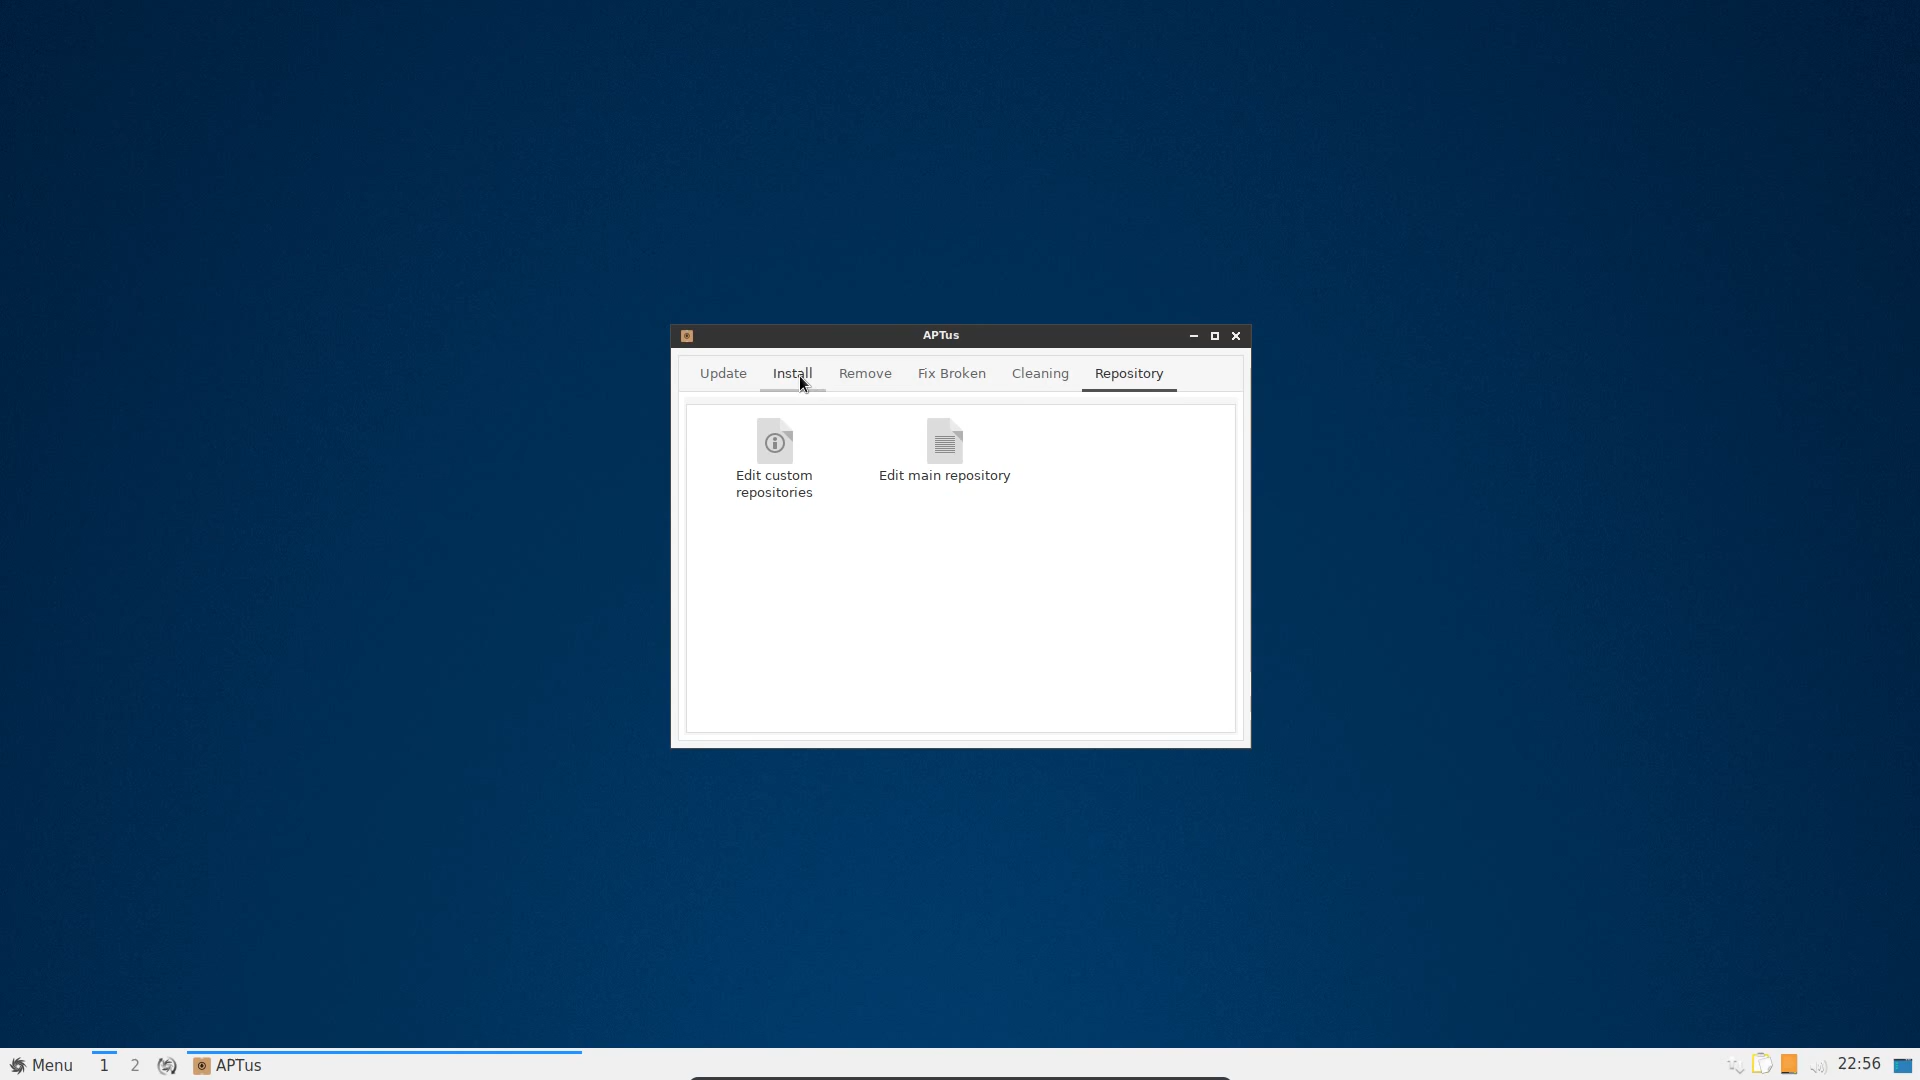 APTus
Update Install Remove Fix Broken Cleaning Repository
Edit custom
repositories
Edit main repository
Menu 1 2 APTus 22:56